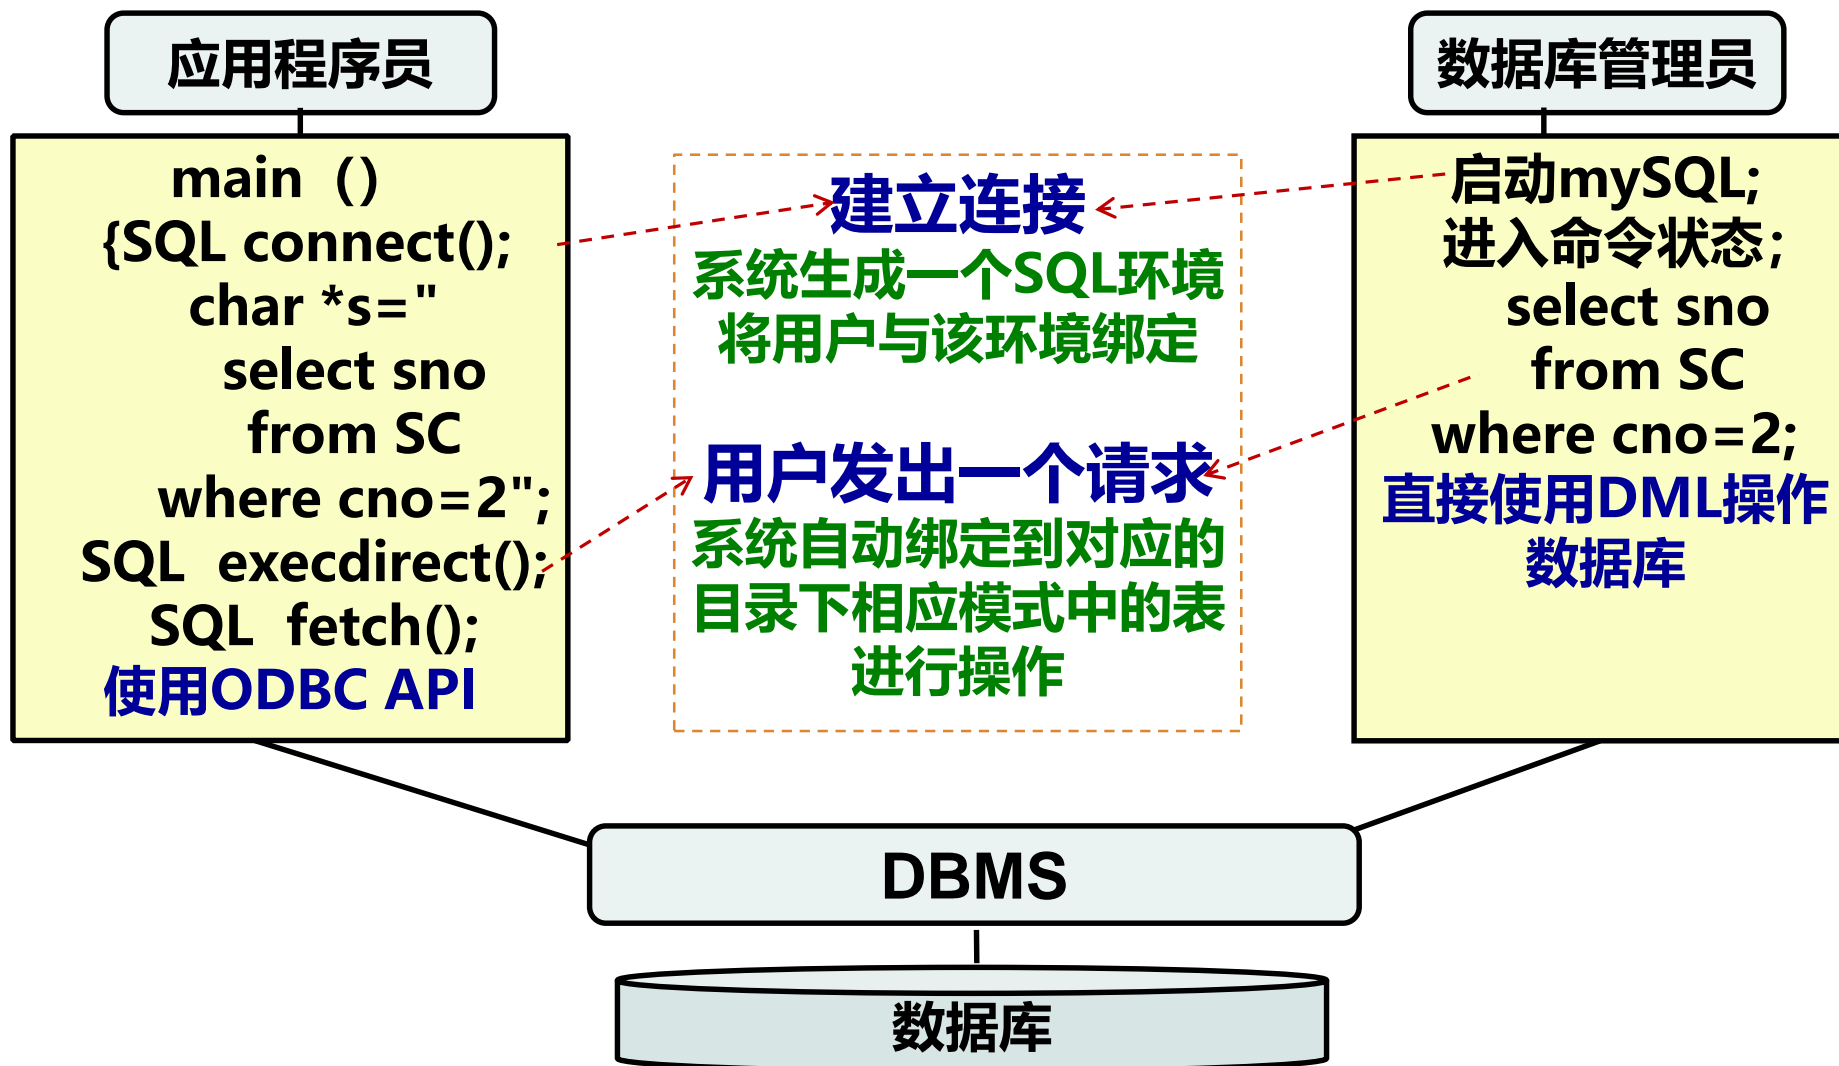 应用程序员
main（）
{SQL connect();
char *s="
select sno
from SC
where cno=2";
SQL  execdirect();
SQL  fetch();
使用ODBC API
建立连接
系统生成一个SQL环境
将用户与该环境绑定
用户发出一个请求
系统自动绑定到对应的
目录下相应模式中的表
进行操作
数据库管理员
启动mySQL;
进入命令状态；
select sno
from SC
where cno=2;
直接使用DML操作
数据库
DBMS
数据库